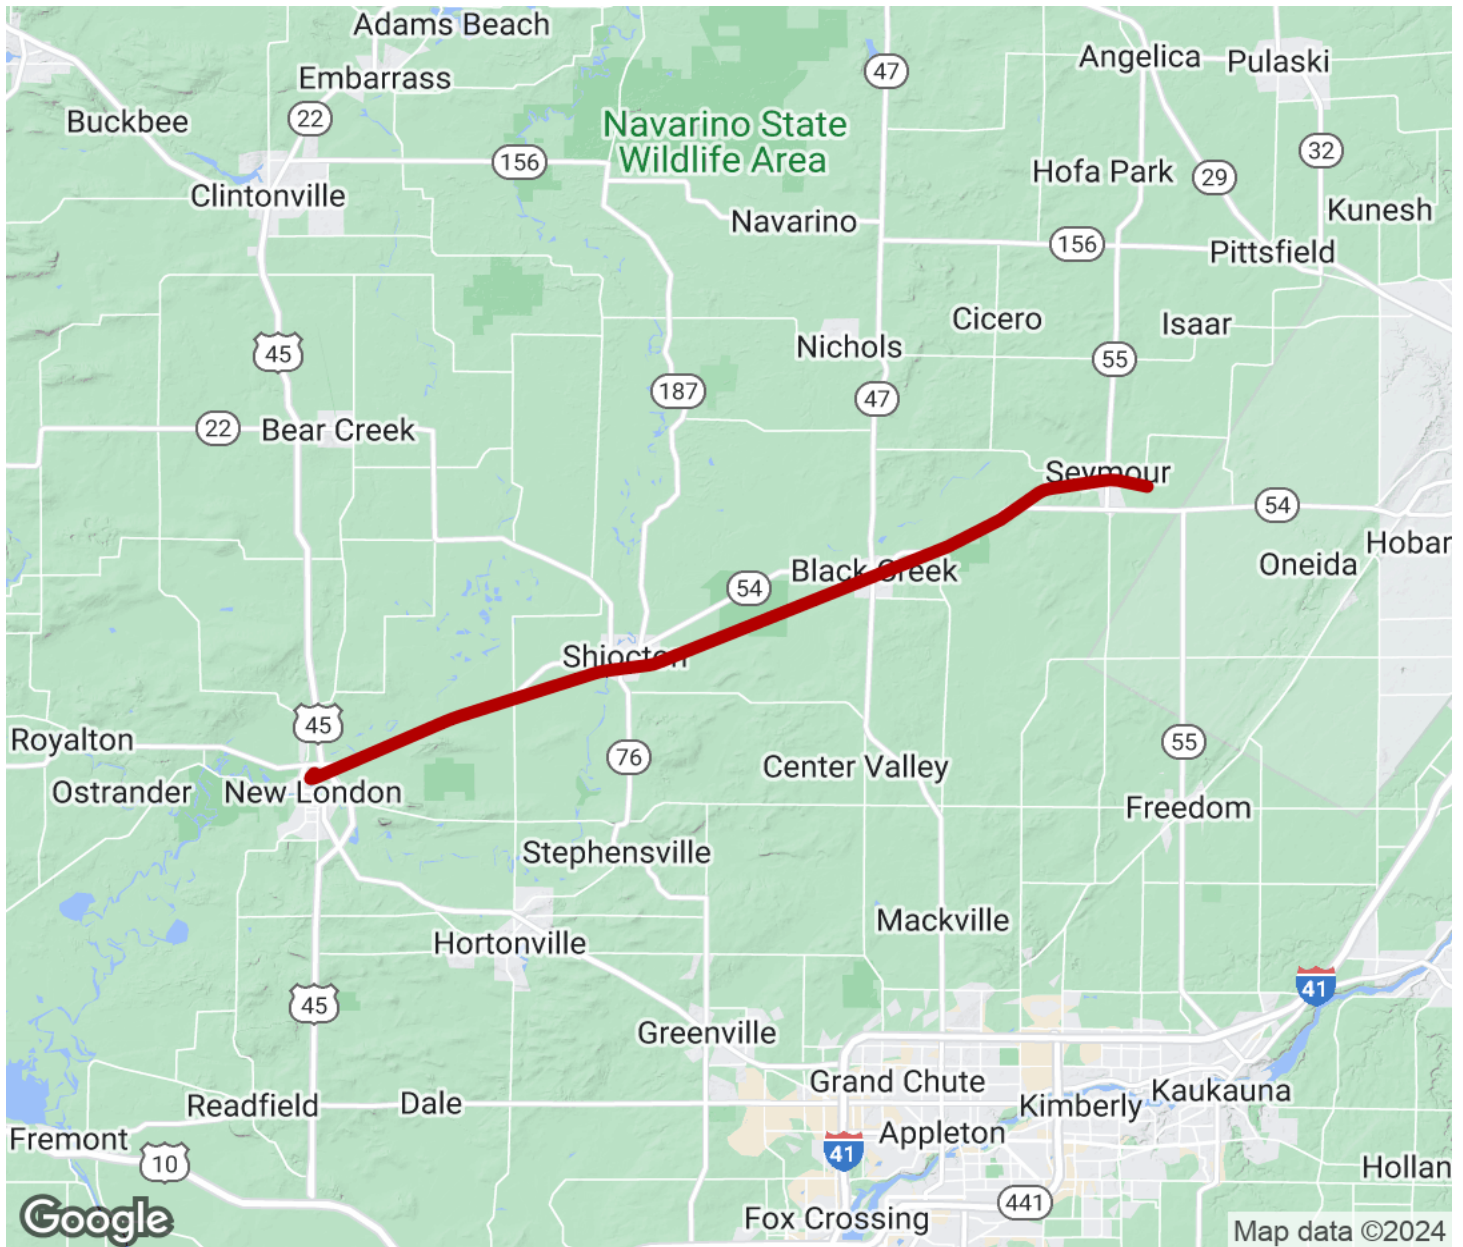 Adams Beach
Embarrass
47
Angelica
Pulaski
Buckbee
22
Navarino State
Wildlife Area
156
32
Hofa Park
29
Clintonville
Navarino
Kunesh
156
Pittsfield
Cicero
Isaar
45
Nichols
55
187
47
22
Bear Creek
Seymour
54
Hobar
Oneida
Black Creek
54
Shiocton
45
Royalton
55
76
Center Valley
Ostrander
New London
Freedom
Stephensville
Mackville
Hortonville
41
45
Greenville
Grand Chute
Kaukauna
Readfield
Dale
Kimberly
Appleton
Fremont
41
10
Hollan
441
Google
Fox Crossing
Map data ©2024